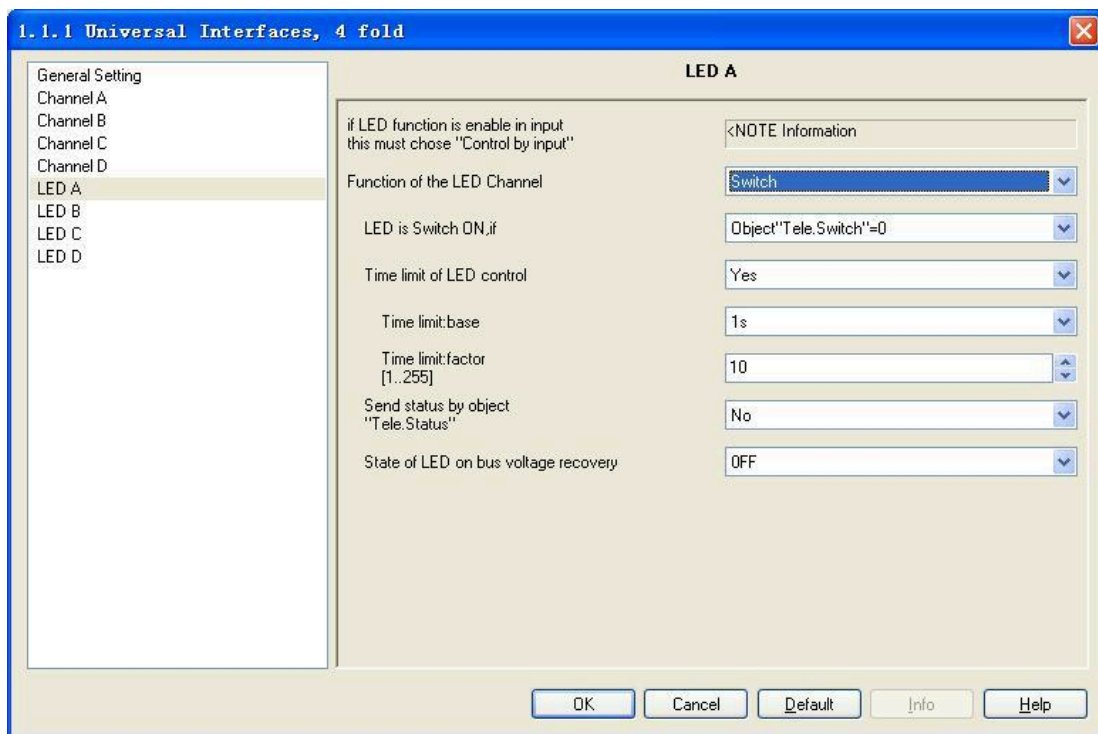 1.1.1 Universal Interfaces, 4 fold
General Setting
Channel A
Channel B
Channel C
Channel D
LED A
LED B
LED C
LED D
LED A
if LED function is enable in input
this must chose "Control by input"
<NOTE Information
Function of the LED Channel
Switch
LED is Switch ON,if
Object"Tele.Switch"=0
Time limit of LED control
Yes
Time limit:base
1s
Time limit:factor
[1..255]
10
Send status by object
"Tele.Status"
No
State of LED on bus voltage recovery
OFF
OK
Cancel
Default
Info
Help